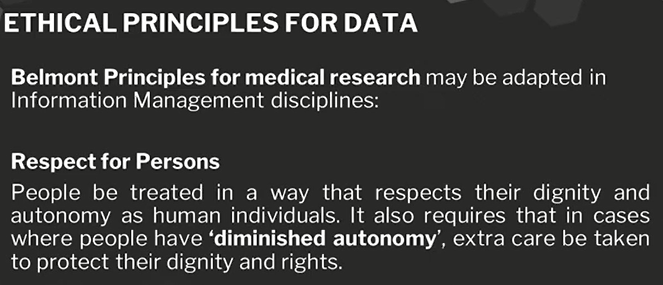 ETHICAL PRINCIPLES FOR DATA
Belmont Principles for medical research may be adapted in
Information Management disciplines:
Respect for Persons
People be treated in a way that respects their dignity and
autonomy as human individuals. It also requires that in cases
where people have ‘diminished autonomy’, extra care be taken
to protect their dignity and rights.